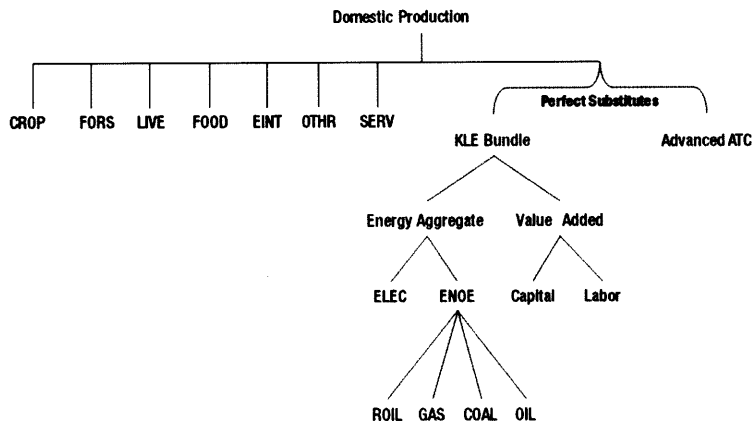 Domestic Production
CROP FORS LIVE FOOD EINT OTHR SERV
Perfect Substitutes
KLE Bundle Advanced ATC
Energy Aggregate Value Added
ELEC ENOE Capital Labor
ROIL GAS COAL OIL